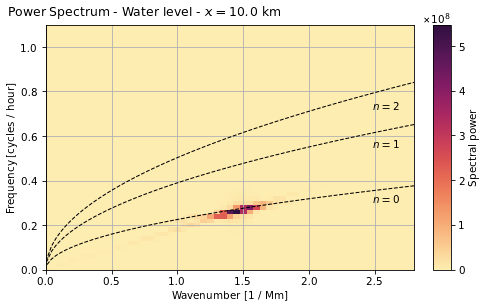 Power Spectrum - Water level - x = 10.0 km
×10⁸
1.0
0.8
0.6
0.4
0.2
0.0
Frequency [cycles / hour]
n = 2
n = 1
n = 0
0.0 0.5 1.0 1.5 2.0 2.5
Wavenumber [1 / Mm]
5
4
3
2
1
0
Spectral power